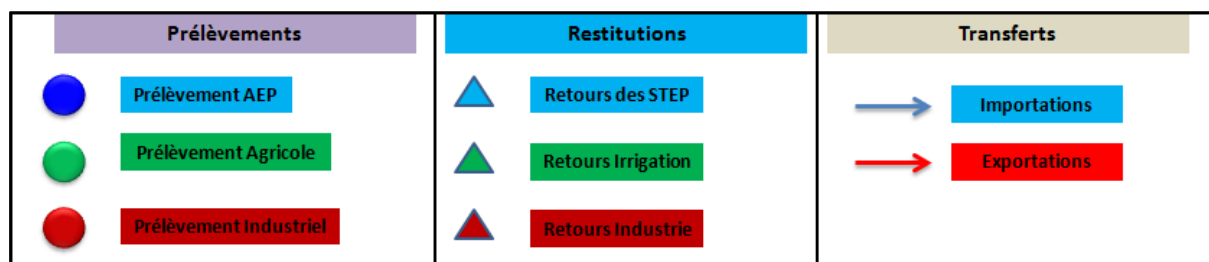 Prélèvements
Prélèvement AEP
Prélèvement Agricole
Prélèvement Industriel
Restitutions
Retours des STEP
Retours Irrigation
Retours Industrie
Transferts
Importations
Exportations